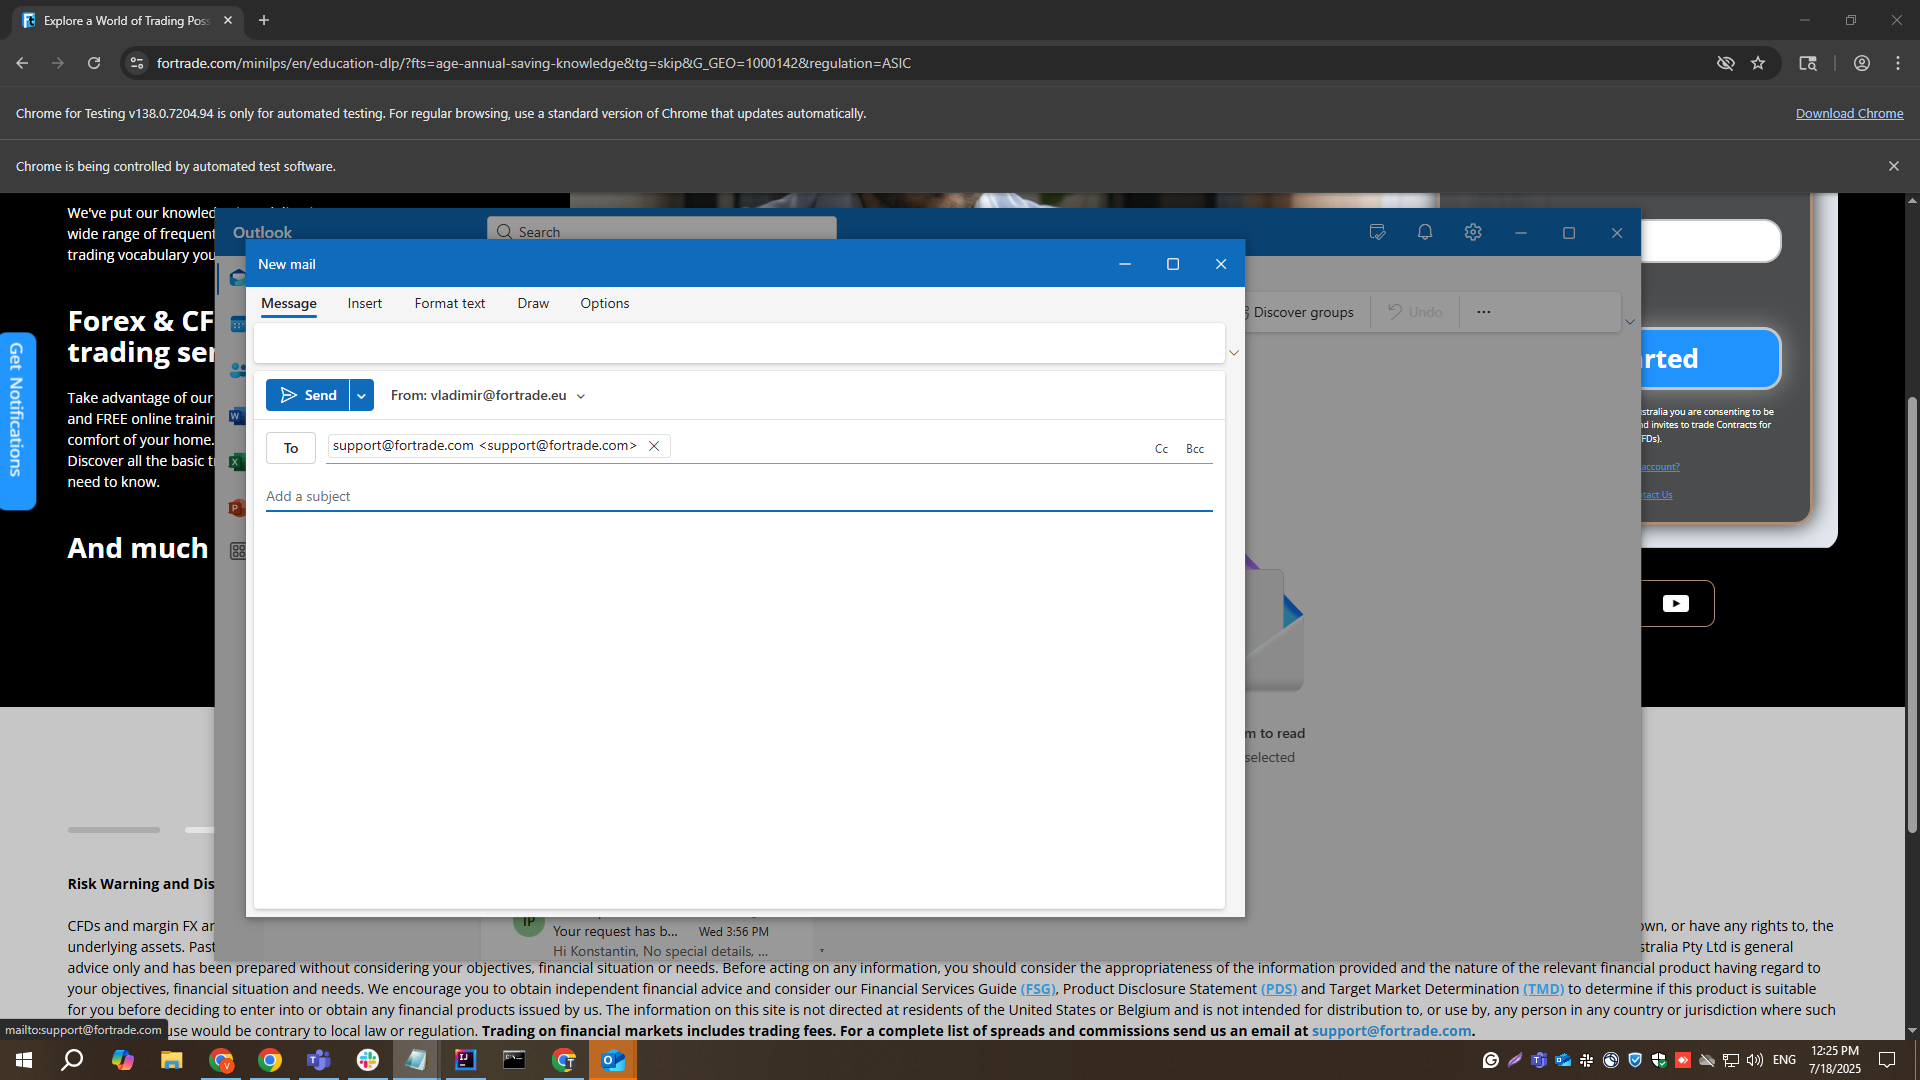 Explore a World of Trading Poss
fortrade.com/minilps/en/education-dlp/?fts=age-annual-saving-knowledge&tg=skip&G_GEO=1000142&regulation=ASIC
Chrome for Testing v138.0.7204.94 is only for automated testing. For regular browsing, use a standard version of Chrome that updates automatically.
Download Chrome
Chrome is being controlled by automated test software.
We've put our knowled
wide range of frequent
trading vocabulary you
Outlook
Search
New mail
Message
Insert
Format text
Draw
Options
Discover groups
Undo
Forex & CF
trading ser
Get Notifications
arted
Send
From: vladimir@fortrade.eu
Take advantage of our
and FREE online trainin
comfort of your home.
Discover all the basic t
need to know.
stralia you are consenting to be
d invites to trade Contracts for
FDs).
account?
tact Us
To
support@fortrade.com <support@fortrade.com>
Cc
Bcc
Add a subject
And much
m to read
selected
Risk Warning and Dis
IP
Your request has b...
Wed 3:56 PM
Hi Konstantin, No special details, ...
CFDs and margin FX ar
own, or have any rights to, the
underlying assets. Past
stralia Pty Ltd is general
advice only and has been prepared without considering your objectives, financial situation or needs. Before acting on any information, you should consider the appropriateness of the information provided and the nature of the relevant financial product having regard to
your objectives, financial situation and needs. We encourage you to obtain independent financial advice and consider our Financial Services Guide (FSG), Product Disclosure Statement (PDS) and Target Market Determination (TMD) to determine if this product is suitable
for you before deciding to enter into or obtain any financial products issued by us. The information on this site is not directed at residents of the United States or Belgium and is not intended for distribution to, or use by, any person in any country or jurisdiction where such
use would be contrary to local law or regulation. Trading on financial markets includes trading fees. For a complete list of spreads and commissions send us an email at support@fortrade.com.
mailto:support@fortrade.com
ENG
12:25 PM
7/18/2025